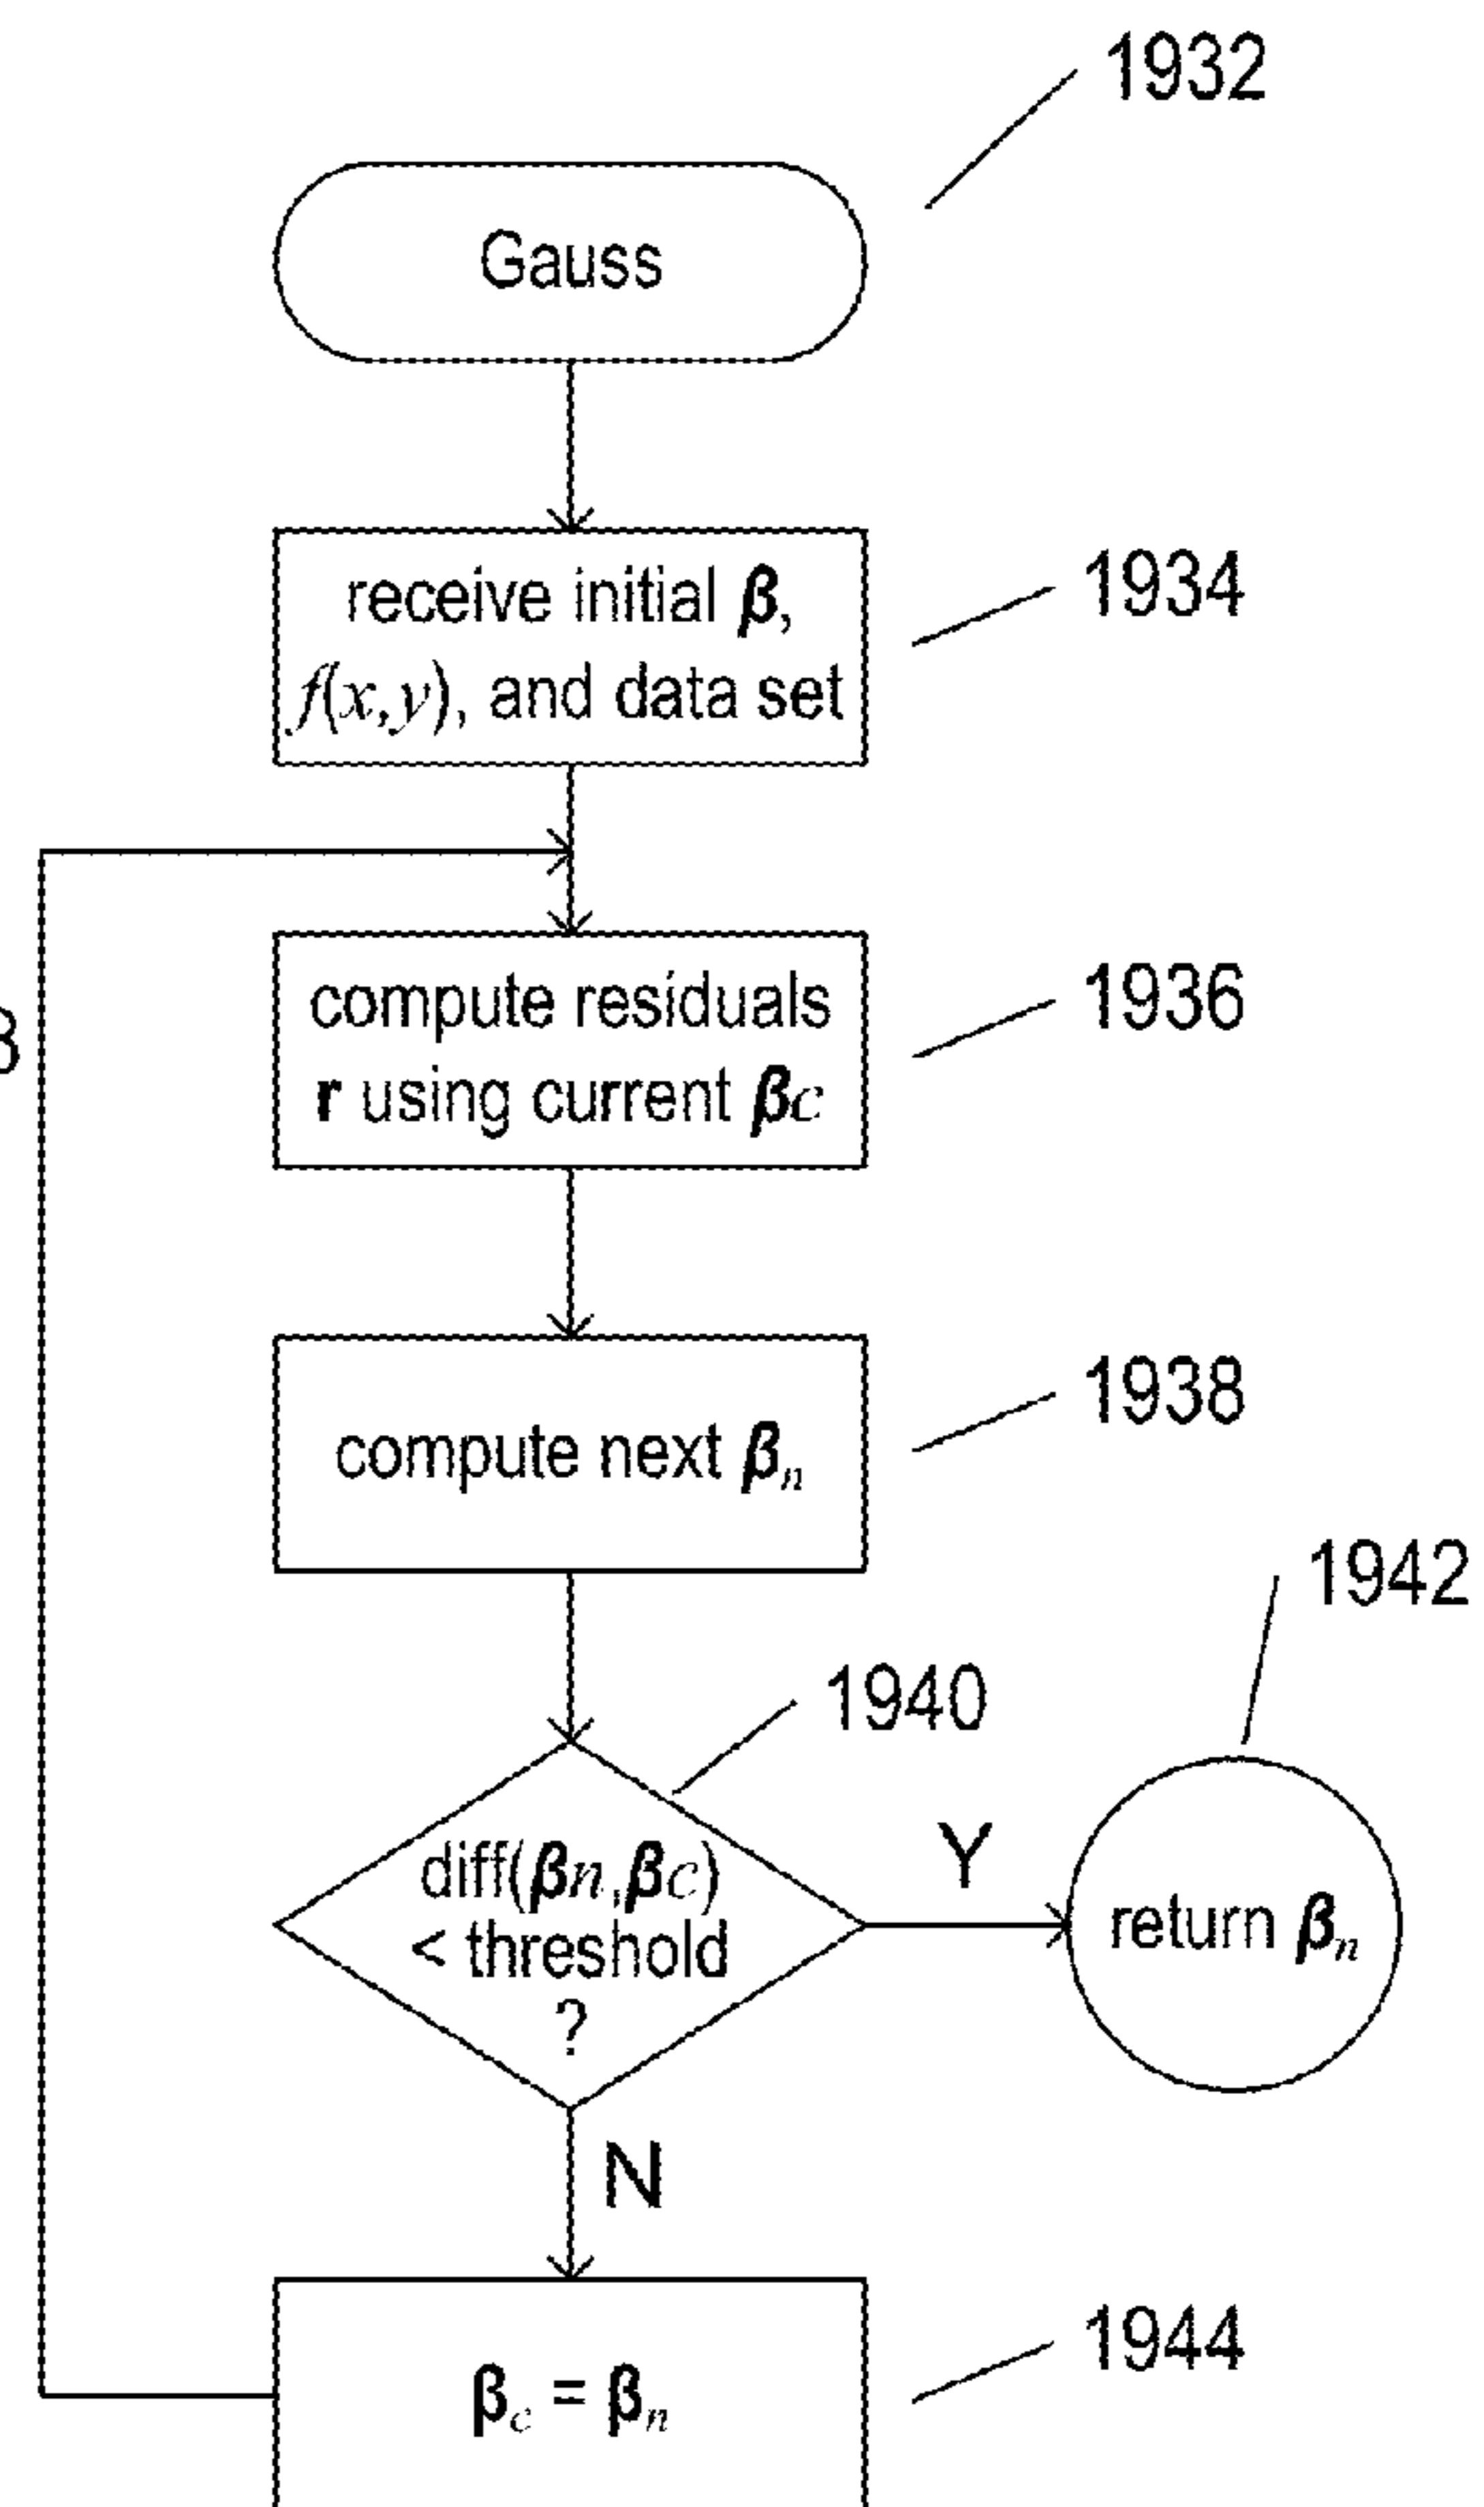 1932
Gauss
receive initial β,
f(x,y), and data set
1934
compute residuals
r using current βc
1936
compute next βn
1938
1940
1942
diff(βn,βc)
< threshold
?
Y
return βn
N
βc = βn
1944